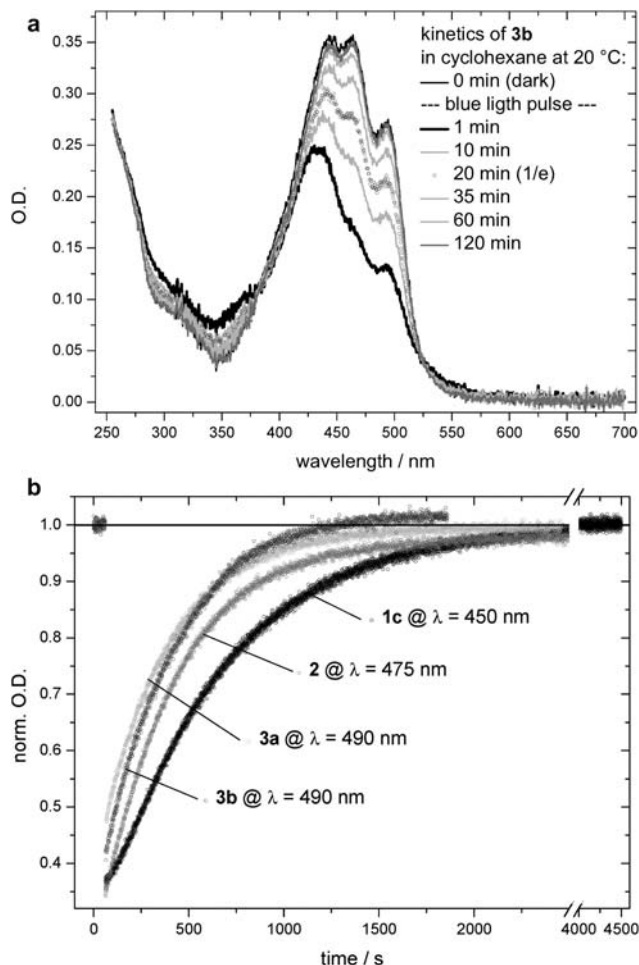 a
kinetics of 3b
in cyclohexane at 20 °C:
0 min (dark)
--- blue ligth pulse ---
1 min
10 min
20 min (1/e)
35 min
60 min
120 min
0.35
0.30
0.25
0.20
0.15
0.10
0.05
0.00
O.D.
250 300 350 400 450 500 550 600 650 700
wavelength / nm
b
1.0
0.9
0.8
0.7
0.6
0.5
0.4
norm. O.D.
1c @ λ = 450 nm
2 @ λ = 475 nm
3a @ λ = 490 nm
3b @ λ = 490 nm
0 500 1000 1500 2000 4000 4500
time / s